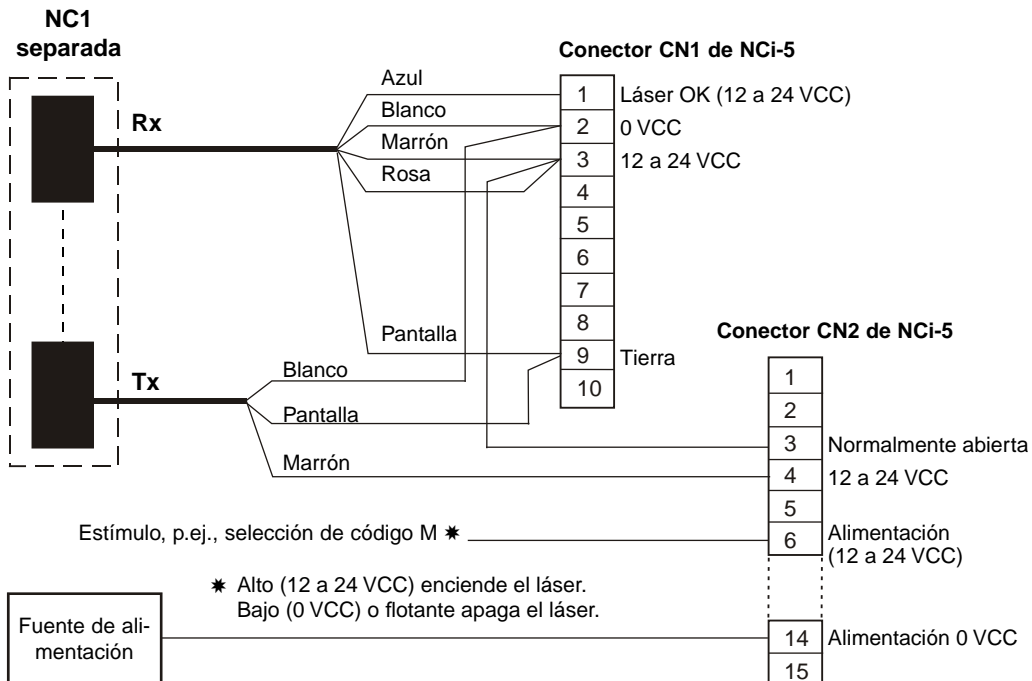 NC1
separada
Conector CN1 de NCi-5
Azul
1 Láser OK (12 a 24 VCC)
Blanco
Rx
2 0 VCC
Marrón
3 12 a 24 VCC
Rosa
4
5
6
7
8
Conector CN2 de NCi-5
Pantalla
9 Tierra
Blanco
Tx
10
1
Pantalla
2
3 Normalmente abierta
Marrón
4 12 a 24 VCC
5
Estímulo, p.ej., selección de código M ✷
6 Alimentación
(12 a 24 VCC)
✷ Alto (12 a 24 VCC) enciende el láser.
Bajo (0 VCC) o flotante apaga el láser.
Fuente de ali-
mentación
14 Alimentación 0 VCC
15